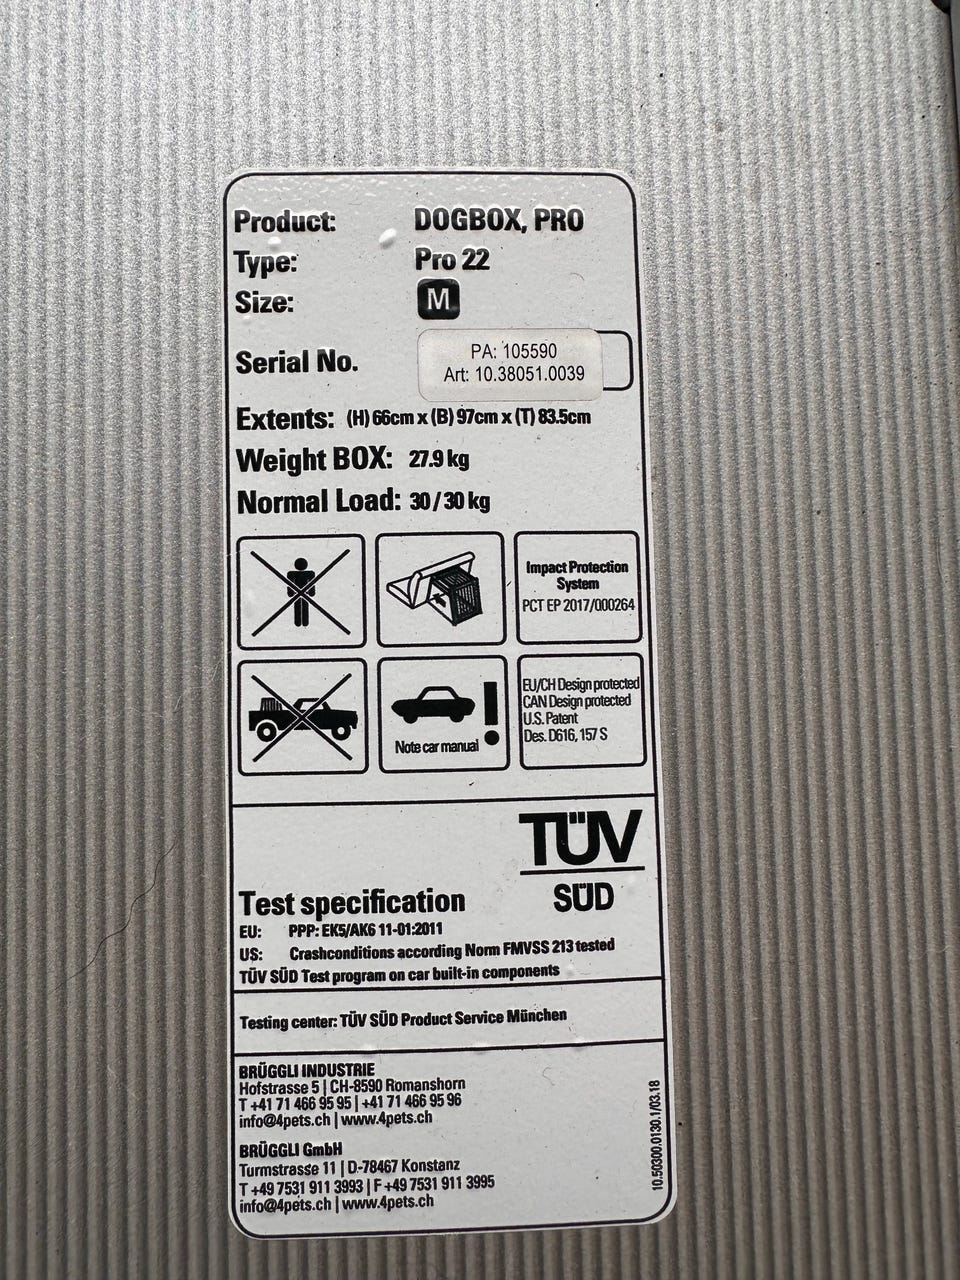 Product: DOGBOX, PRO
Type: Pro 22
Size: M
Serial No. PA: 105590
Art: 10.38051.0039
Extents: (H) 66cm x (B) 97cm x (T) 83.5cm
Weight BOX: 27.9 kg
Normal Load: 30 / 30 kg
Impact Protection
System
PCT EP 2017/000264
Note car manual
EU/CH Design protected
CAN Design protected
U.S. Patent
Des. D616, 157 S
TÜV
SÜD
Test specification
EU: PPP: EK5/AK6 11-01:2011
US: Crashconditions according Norm FMVSS 213 tested
TÜV SÜD Test program on car built-in components
Testing center: TÜV SÜD Product Service München
BRÜGGLI INDUSTRIE
Hofstrasse 5 | CH-8590 Romanshorn
T +41 71 466 95 95 | +41 71 466 95 96
info@4pets.ch | www.4pets.ch
BRÜGGLI GmbH
Turmstrasse 11 | D-78467 Konstanz
T +49 7531 911 3993 | F +49 7531 911 3995
info@4pets.ch | www.4pets.ch
10.50300.0130.1/03.18